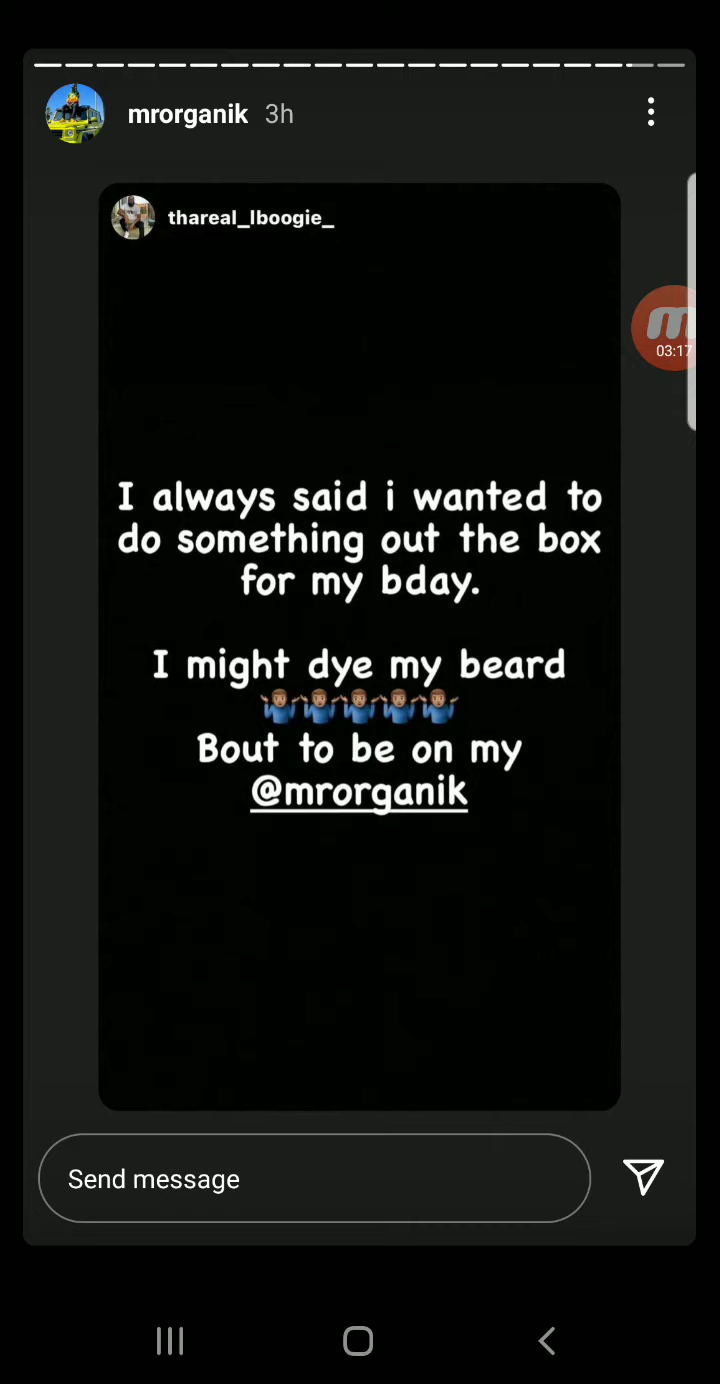 mrorganik 3h
thareal_lboogie_
m
03:17
I always said i wanted to
do something out the box
for my bday.
I might dye my beard
🤷🏽‍♂️🤷🏽‍♂️🤷🏽‍♂️🤷🏽‍♂️🤷🏽‍♂️
Bout to be on my
@mrorganik
Send message